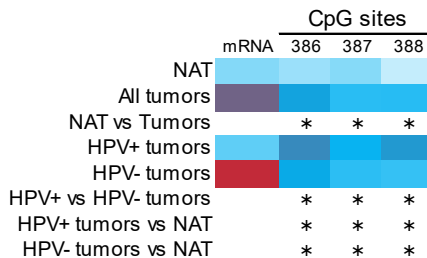 CpG sites
mRNA 386 387 388
NAT
All tumors
NAT vs Tumors * * *
HPV+ tumors
HPV- tumors
HPV+ vs HPV- tumors * * *
HPV+ tumors vs NAT * * *
HPV- tumors vs NAT * * *